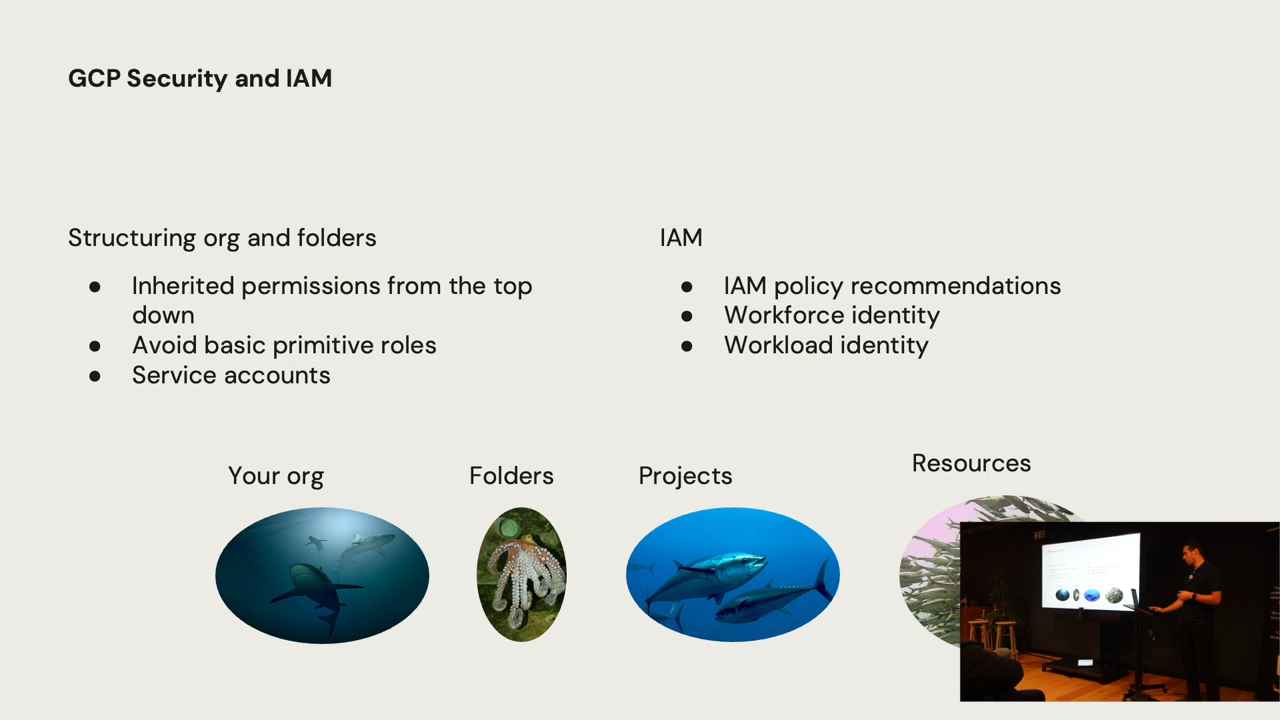 GCP Security and IAM
Structuring org and folders
● Inherited permissions from the top
down
● Avoid basic primitive roles
● Service accounts
IAM
● IAM policy recommendations
● Workforce identity
● Workload identity
Your org
Folders
Projects
Resources